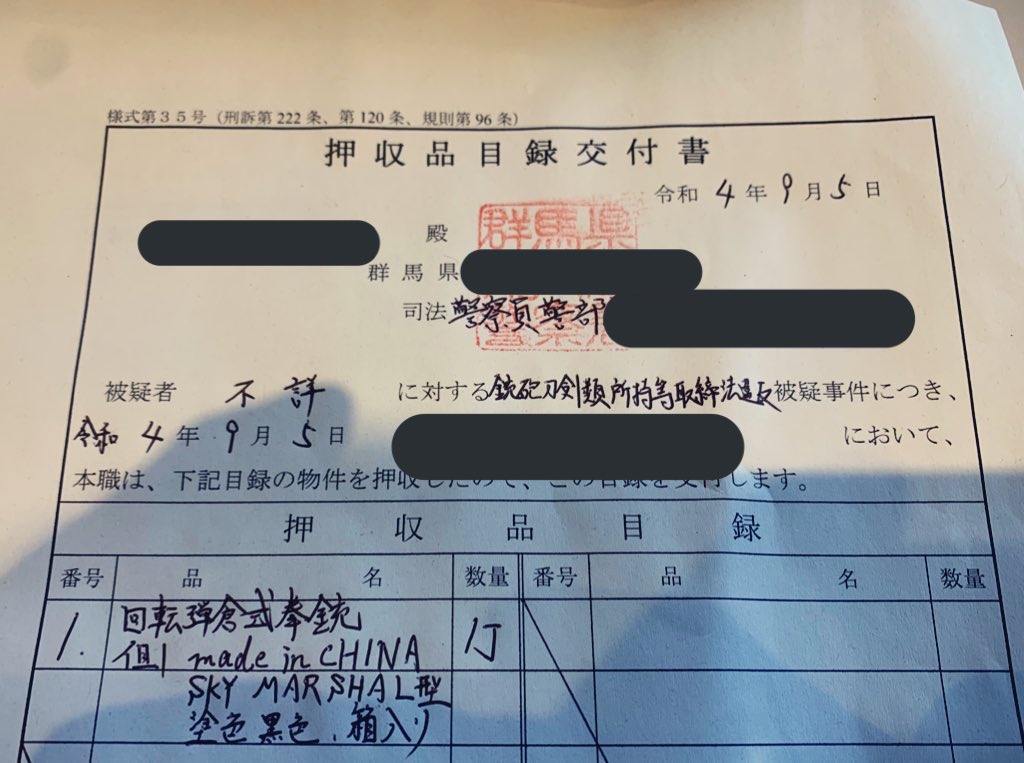 様式第35号（刑訴第222条、第120条、規則第96条）
押収品目録交付書
令和 4 年 9 月 5 日
殿
群馬県
群馬県
司法警察員警部
被疑者 不詳 に対する銃砲刀剣類所持等取締法違反被疑事件につき、
令和 4 年 9 月 5 日 において、
本職は、下記目録の物件を押収したので、この目録を交付します。
押収品目録
番号 品名 数量 番号 品名 数量
1. 回転弾倉式拳銃 1丁
但し made in CHINA
SKY MARSHAL型
塗色黒色、箱入り